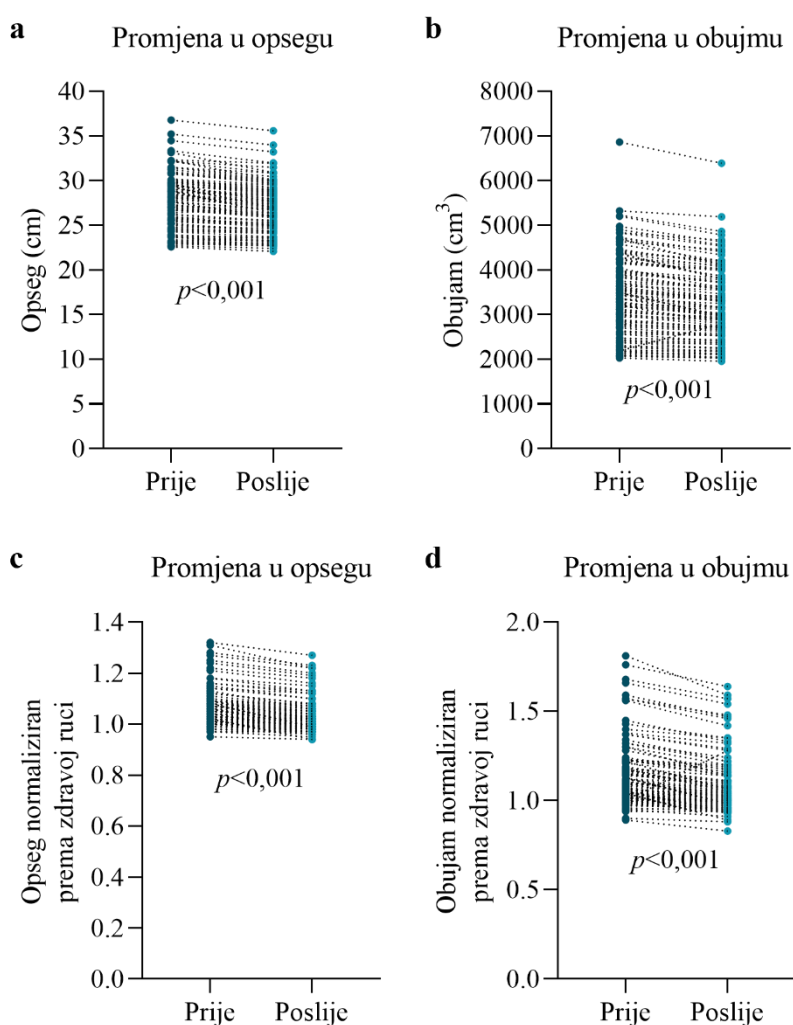 a
Promjena u opsegu
Opseg (cm)
40
35
30
25
20
15
10
5
0
p<0,001
Prije
Poslije
b
Promjena u obujmu
Obujam (cm³)
8000
7000
6000
5000
4000
3000
2000
1000
0
p<0,001
Prije
Poslije
c
Promjena u opsegu
Opseg normaliziran
prema zdravoj ruci
1.4
1.2
1.0
0.8
0.6
0.4
0.2
0.0
p<0,001
Prije
Poslije
d
Promjena u obujmu
Obujam normaliziran
prema zdravoj ruci
2.0
1.5
1.0
0.5
0.0
p<0,001
Prije
Poslije